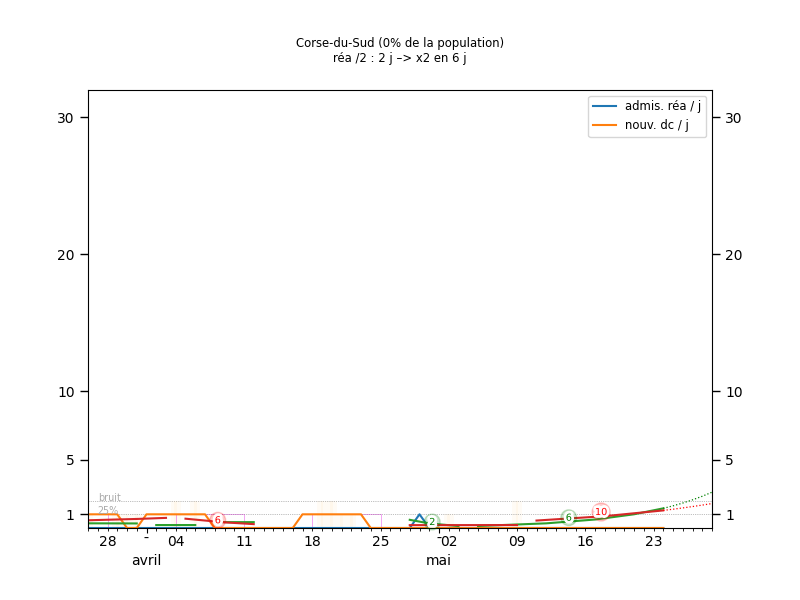 Corse-du-Sud (0% de la population)
réa /2 : 2 j –> x2 en 6 j
admis. réa / j
nouv. dc / j
30 30
20 20
10 10
5 5
bruit
25%
1 1
6 2 6 10
28 - 04 11 18 25 - 02 09 16 23
avril mai